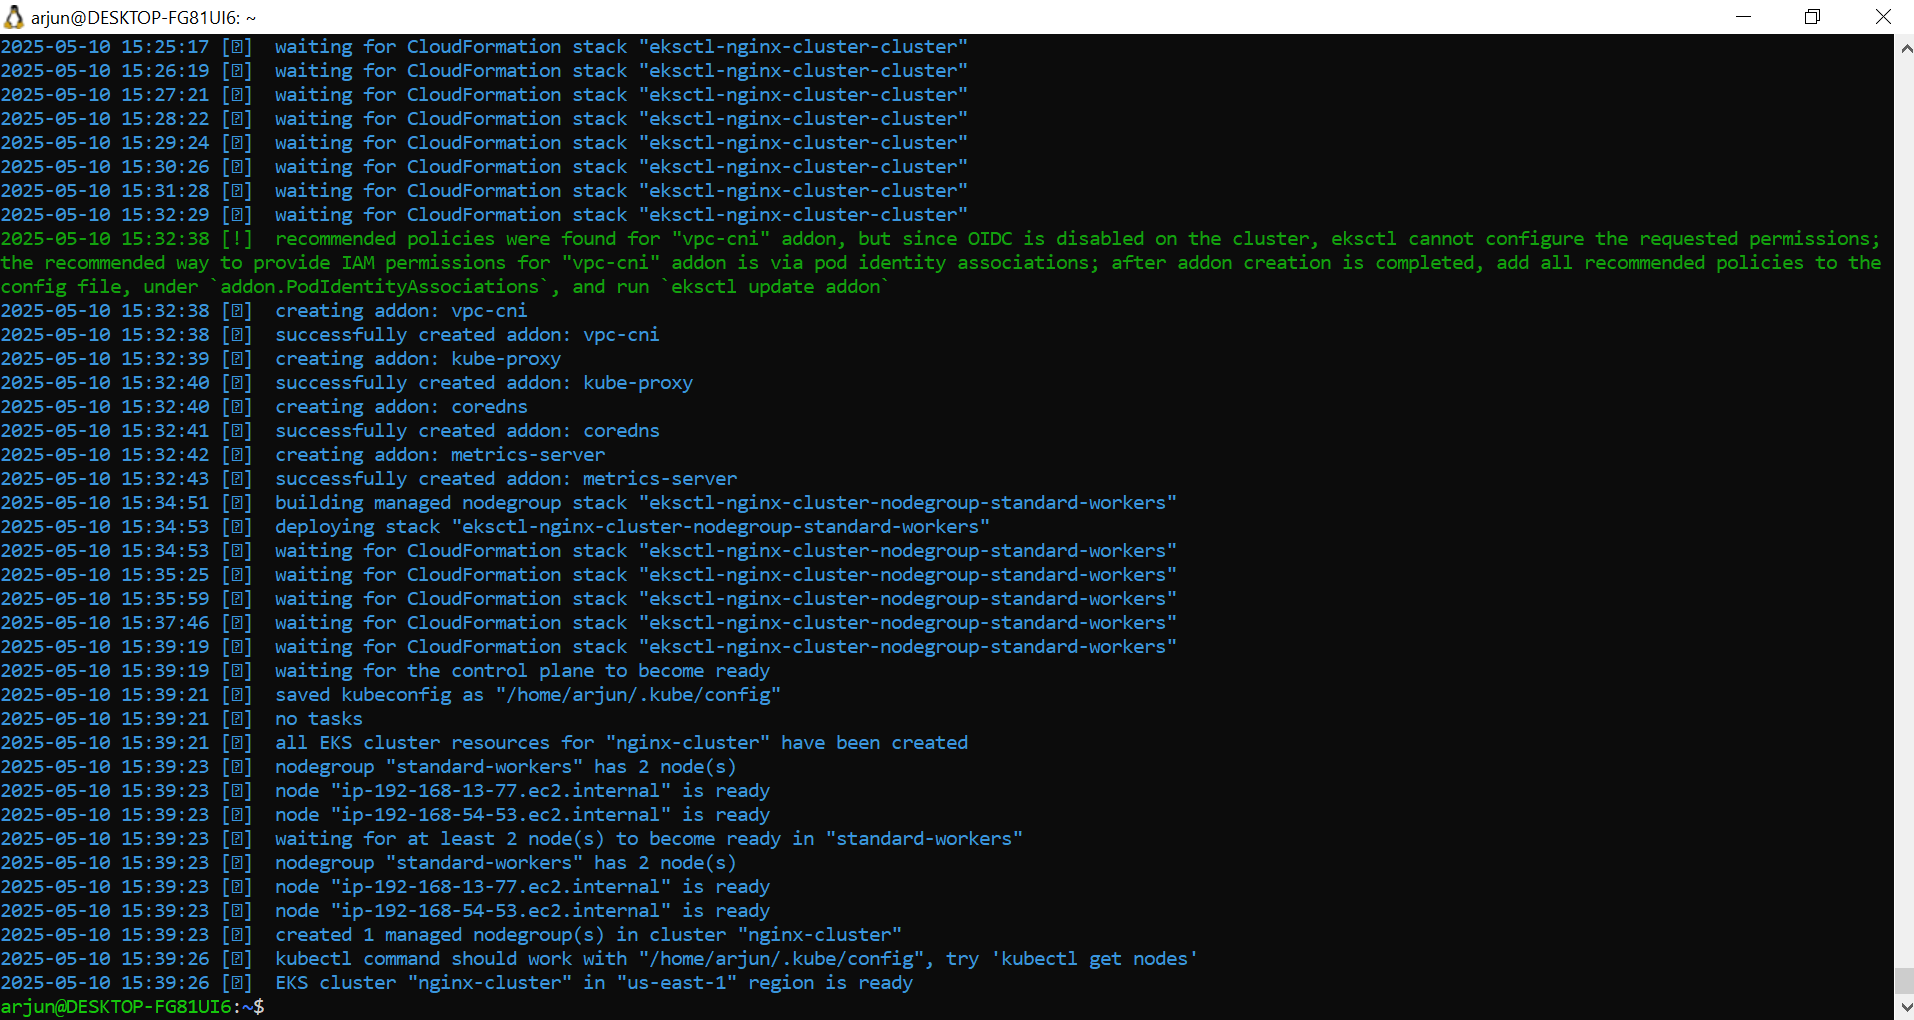 arjun@DESKTOP-FG81UI6: ~
2025-05-10 15:25:17 [ℹ]  waiting for CloudFormation stack "eksctl-nginx-cluster-cluster"
2025-05-10 15:26:19 [ℹ]  waiting for CloudFormation stack "eksctl-nginx-cluster-cluster"
2025-05-10 15:27:21 [ℹ]  waiting for CloudFormation stack "eksctl-nginx-cluster-cluster"
2025-05-10 15:28:22 [ℹ]  waiting for CloudFormation stack "eksctl-nginx-cluster-cluster"
2025-05-10 15:29:24 [ℹ]  waiting for CloudFormation stack "eksctl-nginx-cluster-cluster"
2025-05-10 15:30:26 [ℹ]  waiting for CloudFormation stack "eksctl-nginx-cluster-cluster"
2025-05-10 15:31:28 [ℹ]  waiting for CloudFormation stack "eksctl-nginx-cluster-cluster"
2025-05-10 15:32:29 [ℹ]  waiting for CloudFormation stack "eksctl-nginx-cluster-cluster"
2025-05-10 15:32:38 [!]  recommended policies were found for "vpc-cni" addon, but since OIDC is disabled on the cluster, eksctl cannot configure the requested permissions;
the recommended way to provide IAM permissions for "vpc-cni" addon is via pod identity associations; after addon creation is completed, add all recommended policies to the
config file, under `addon.PodIdentityAssociations`, and run `eksctl update addon`
2025-05-10 15:32:38 [⍰]  creating addon: vpc-cni
2025-05-10 15:32:38 [⍰]  successfully created addon: vpc-cni
2025-05-10 15:32:39 [⍰]  creating addon: kube-proxy
2025-05-10 15:32:40 [⍰]  successfully created addon: kube-proxy
2025-05-10 15:32:40 [⍰]  creating addon: coredns
2025-05-10 15:32:41 [⍰]  successfully created addon: coredns
2025-05-10 15:32:42 [⍰]  creating addon: metrics-server
2025-05-10 15:32:43 [⍰]  successfully created addon: metrics-server
2025-05-10 15:34:51 [⍰]  building managed nodegroup stack "eksctl-nginx-cluster-nodegroup-standard-workers"
2025-05-10 15:34:53 [⍰]  deploying stack "eksctl-nginx-cluster-nodegroup-standard-workers"
2025-05-10 15:34:53 [⍰]  waiting for CloudFormation stack "eksctl-nginx-cluster-nodegroup-standard-workers"
2025-05-10 15:35:25 [⍰]  waiting for CloudFormation stack "eksctl-nginx-cluster-nodegroup-standard-workers"
2025-05-10 15:35:59 [⍰]  waiting for CloudFormation stack "eksctl-nginx-cluster-nodegroup-standard-workers"
2025-05-10 15:37:46 [⍰]  waiting for CloudFormation stack "eksctl-nginx-cluster-nodegroup-standard-workers"
2025-05-10 15:39:19 [⍰]  waiting for CloudFormation stack "eksctl-nginx-cluster-nodegroup-standard-workers"
2025-05-10 15:39:19 [⍰]  waiting for the control plane to become ready
2025-05-10 15:39:21 [⍰]  saved kubeconfig as "/home/arjun/.kube/config"
2025-05-10 15:39:21 [⍰]  no tasks
2025-05-10 15:39:21 [⍰]  all EKS cluster resources for "nginx-cluster" have been created
2025-05-10 15:39:23 [⍰]  nodegroup "standard-workers" has 2 node(s)
2025-05-10 15:39:23 [⍰]  node "ip-192-168-13-77.ec2.internal" is ready
2025-05-10 15:39:23 [⍰]  node "ip-192-168-54-53.ec2.internal" is ready
2025-05-10 15:39:23 [⍰]  waiting for at least 2 node(s) to become ready in "standard-workers"
2025-05-10 15:39:23 [⍰]  nodegroup "standard-workers" has 2 node(s)
2025-05-10 15:39:23 [⍰]  node "ip-192-168-13-77.ec2.internal" is ready
2025-05-10 15:39:23 [⍰]  node "ip-192-168-54-53.ec2.internal" is ready
2025-05-10 15:39:23 [⍰]  created 1 managed nodegroup(s) in cluster "nginx-cluster"
2025-05-10 15:39:26 [⍰]  kubectl command should work with "/home/arjun/.kube/config", try 'kubectl get nodes'
2025-05-10 15:39:26 [⍰]  EKS cluster "nginx-cluster" in "us-east-1" region is ready
arjun@DESKTOP-FG81UI6:~$